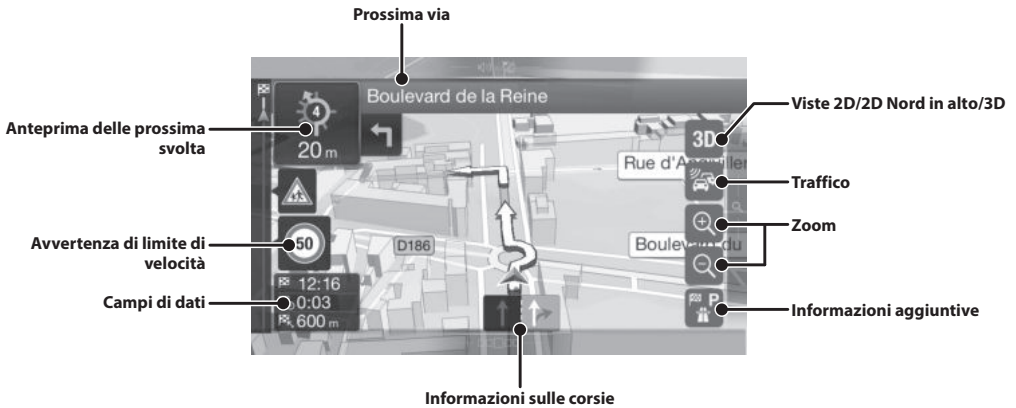 Prossima via
Boulevard de la Reine
4
20 m
Anteprima delle prossima
svolta
Viste 2D/2D Nord in alto/3D
3D
Traffico
Zoom
Avvertenza di limite di
velocità
50
D186
Campi di dati
12:16
0:03
600 m
P
Informazioni aggiuntive
Informazioni sulle corsie